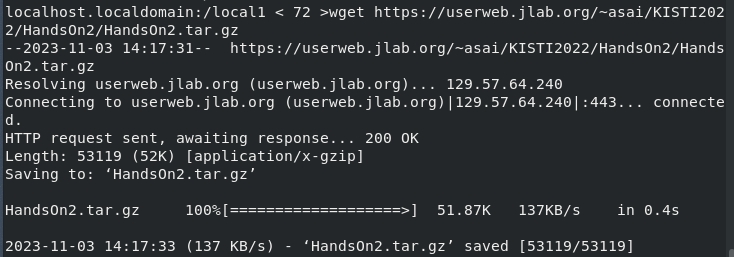 localhost.localdomain:/local1 < 72 >wget https://userweb.jlab.org/~asai/KISTI202
2/HandsOn2/HandsOn2.tar.gz
--2023-11-03 14:17:31--  https://userweb.jlab.org/~asai/KISTI2022/HandsOn2/Hands
On2.tar.gz
Resolving userweb.jlab.org (userweb.jlab.org)... 129.57.64.240
Connecting to userweb.jlab.org (userweb.jlab.org)|129.57.64.240|:443... connecte
d.
HTTP request sent, awaiting response... 200 OK
Length: 53119 (52K) [application/x-gzip]
Saving to: ‘HandsOn2.tar.gz’
HandsOn2.tar.gz     100%[===================>]  51.87K   137KB/s    in 0.4s
2023-11-03 14:17:33 (137 KB/s) - ‘HandsOn2.tar.gz’ saved [53119/53119]